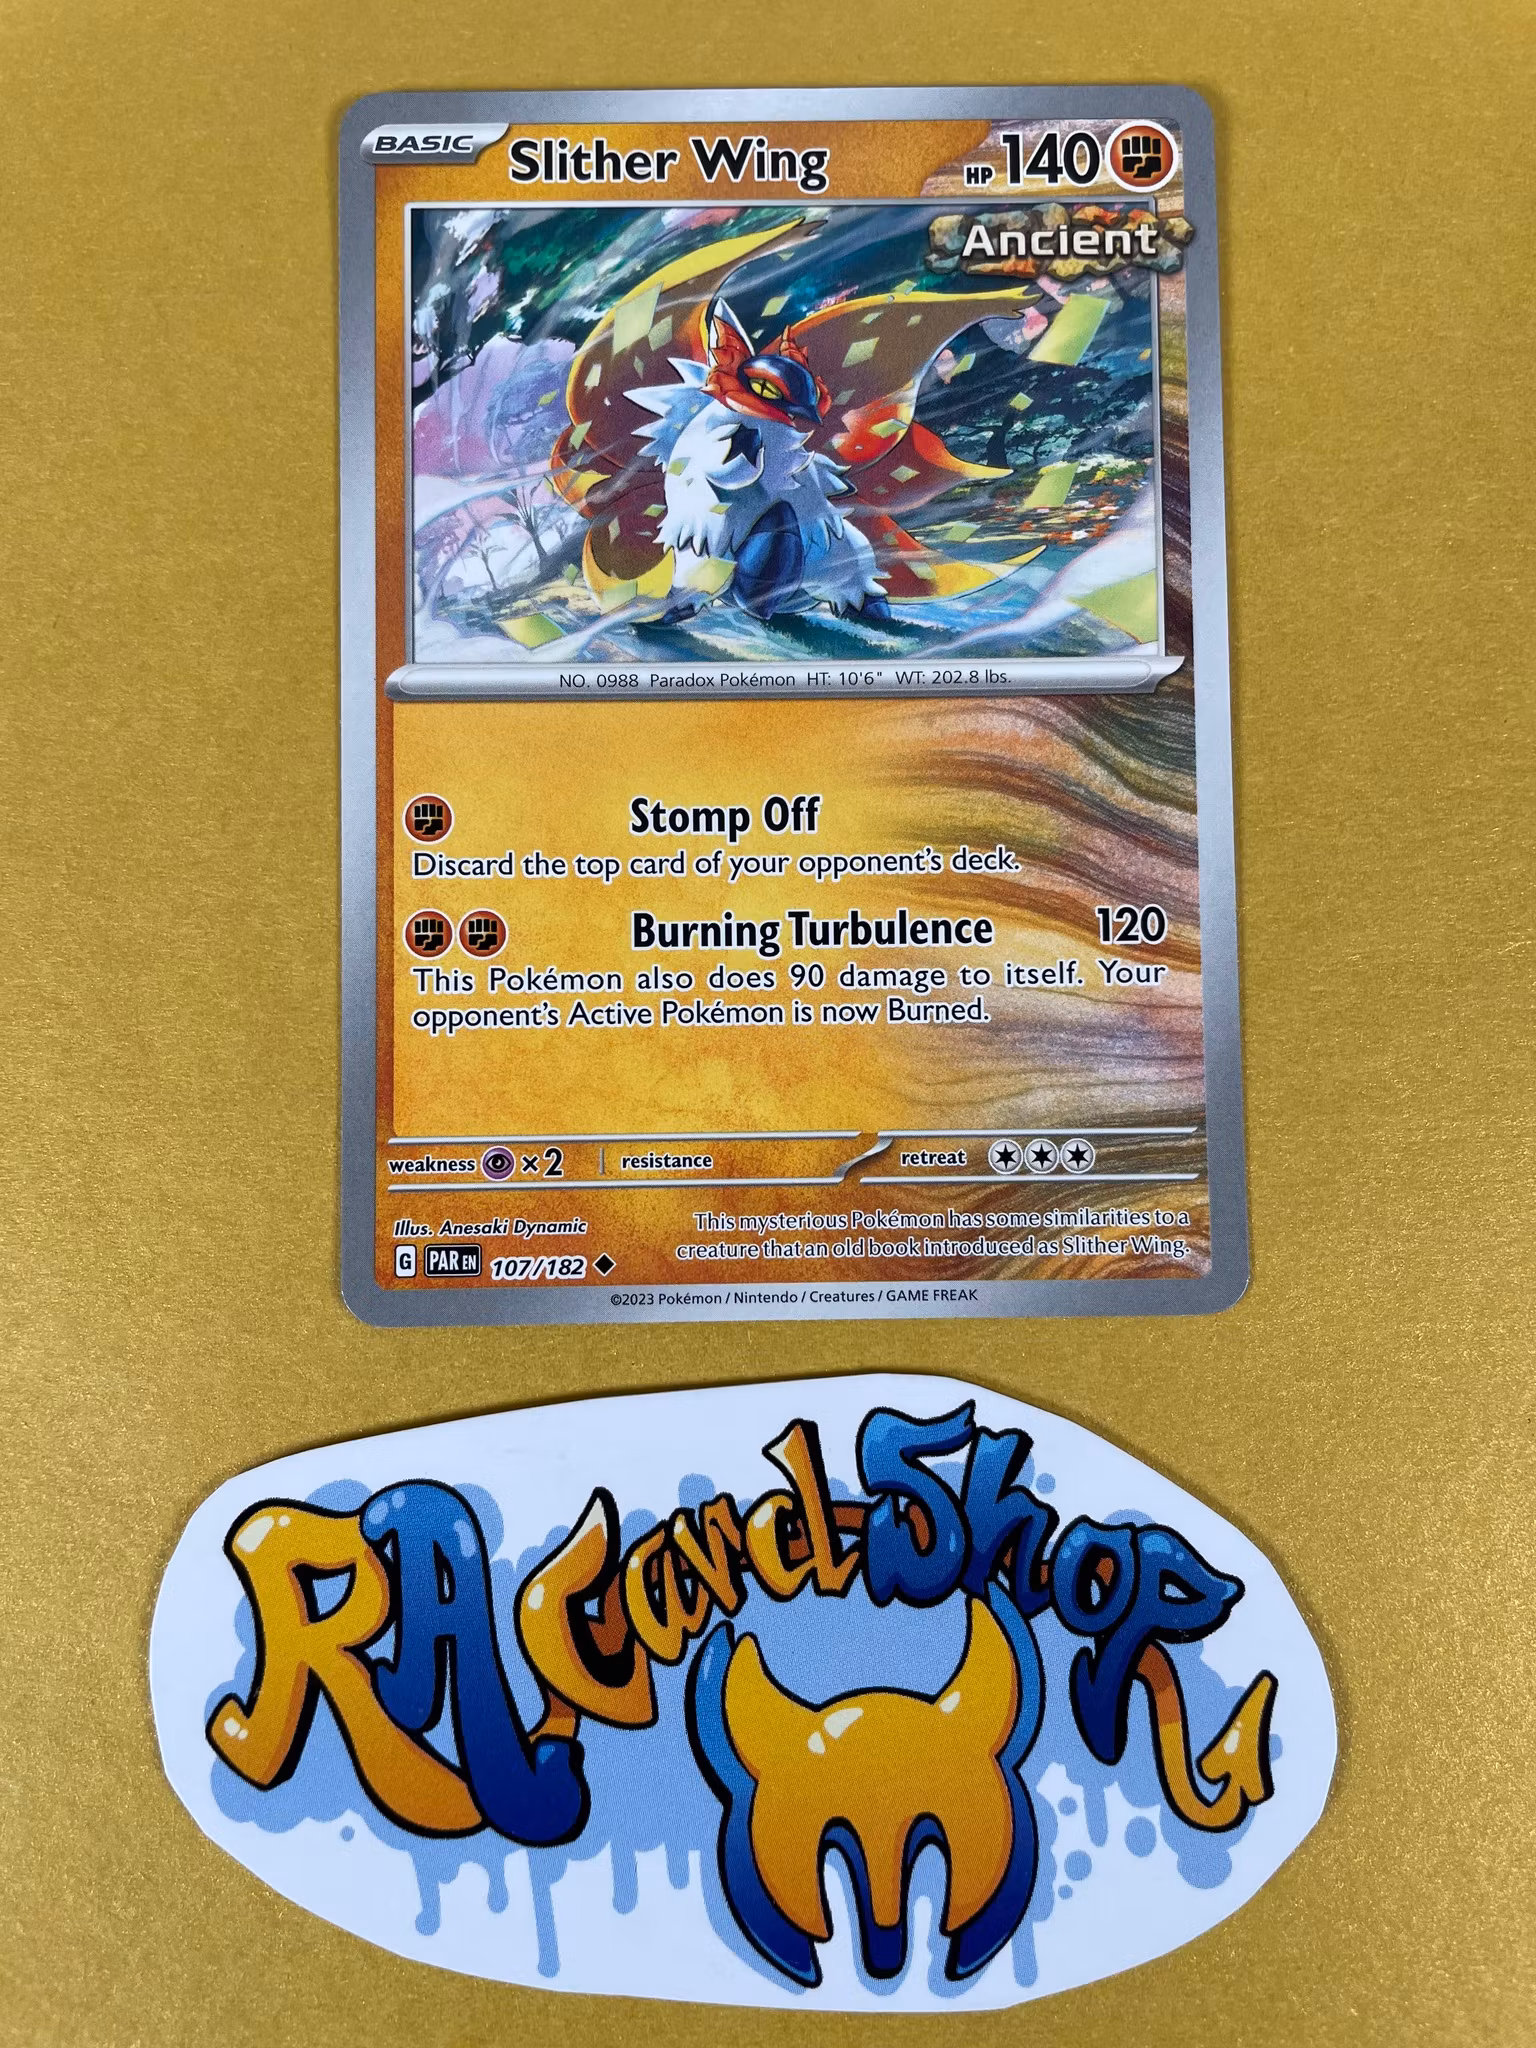 BASIC Slither Wing HP 140
Ancient
NO. 0988 Paradox Pokémon HT: 10'6" WT: 202.8 lbs.
Stomp Off
Discard the top card of your opponent's deck.
Burning Turbulence 120
This Pokémon also does 90 damage to itself. Your
opponent's Active Pokémon is now Burned.
weakness ×2 resistance retreat
Illus. Anesaki Dynamic
This mysterious Pokémon has some similarities to a
creature that an old book introduced as Slither Wing.
G PAR EN 107/182
©2023 Pokémon / Nintendo / Creatures / GAME FREAK
RA CardShop